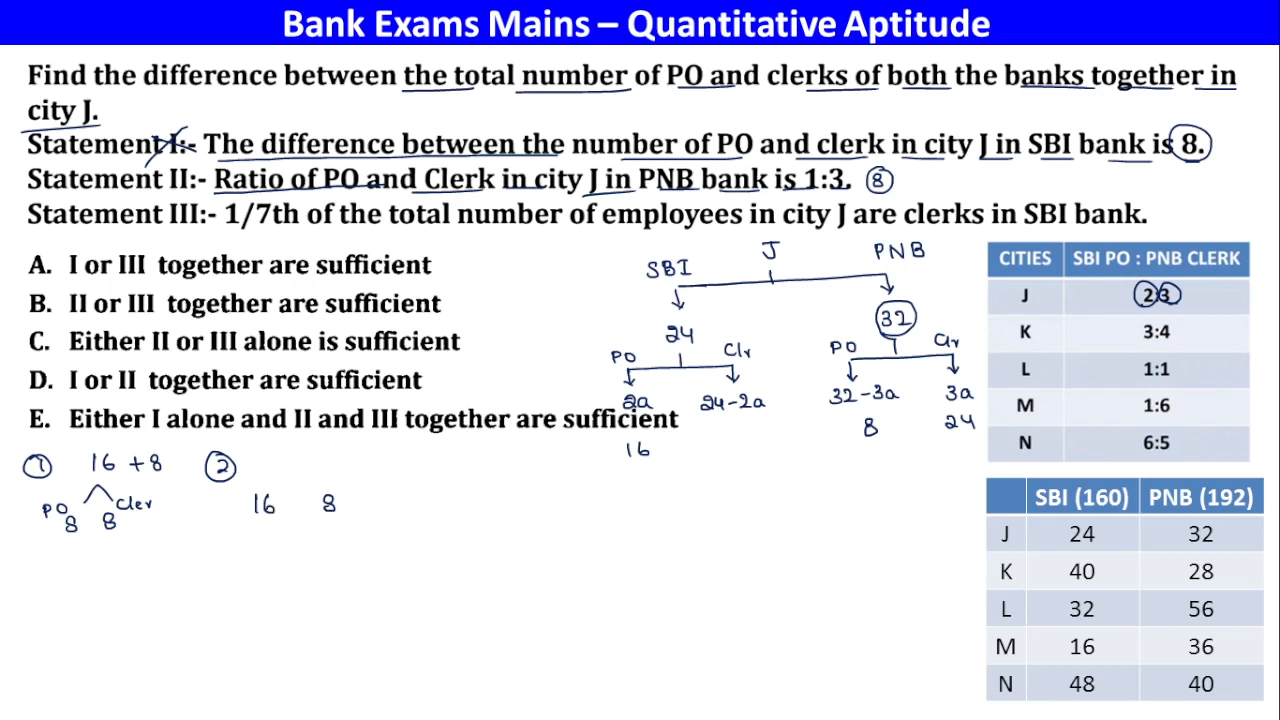 Bank Exams Mains – Quantitative Aptitude
Find the difference between the total number of PO and clerks of both the banks together in
city J.
Statement I:- The difference between the number of PO and clerk in city J in SBI bank is 8.
Statement II:- Ratio of PO and Clerk in city J in PNB bank is 1:3. 8
Statement III:- 1/7th of the total number of employees in city J are clerks in SBI bank.
A. I or III together are sufficient
B. II or III together are sufficient
C. Either II or III alone is sufficient
D. I or II together are sufficient
E. Either I alone and II and III together are sufficient
J
SBI PNB
24 32
PO Clr PO Clr
2a 24-2a 32-3a 3a
16 8 24
1 16 + 8 2
PO Cler
8 8 16 8
CITIES SBI PO : PNB CLERK
J 2:3
K 3:4
L 1:1
M 1:6
N 6:5
SBI (160) PNB (192)
J 24 32
K 40 28
L 32 56
M 16 36
N 48 40